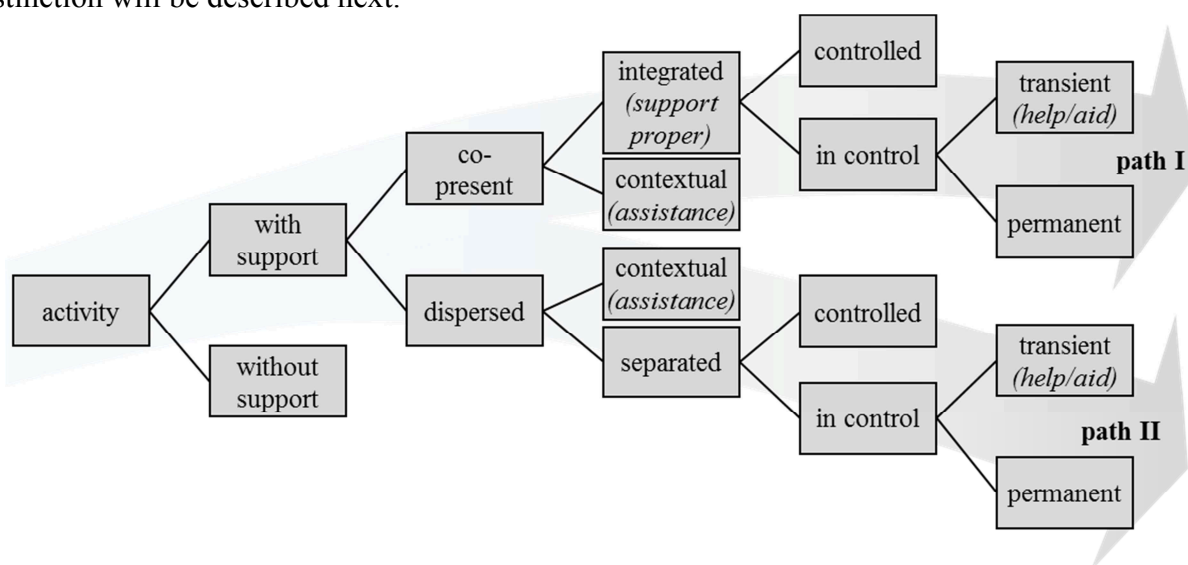 stinction will be described next.
controlled
integrated
(support
proper)
transient
(help/aid)
co-
present
in control
path I
contextual
(assistance)
with
support
permanent
contextual
(assistance)
activity
dispersed
controlled
separated
transient
(help/aid)
without
support
in control
path II
permanent